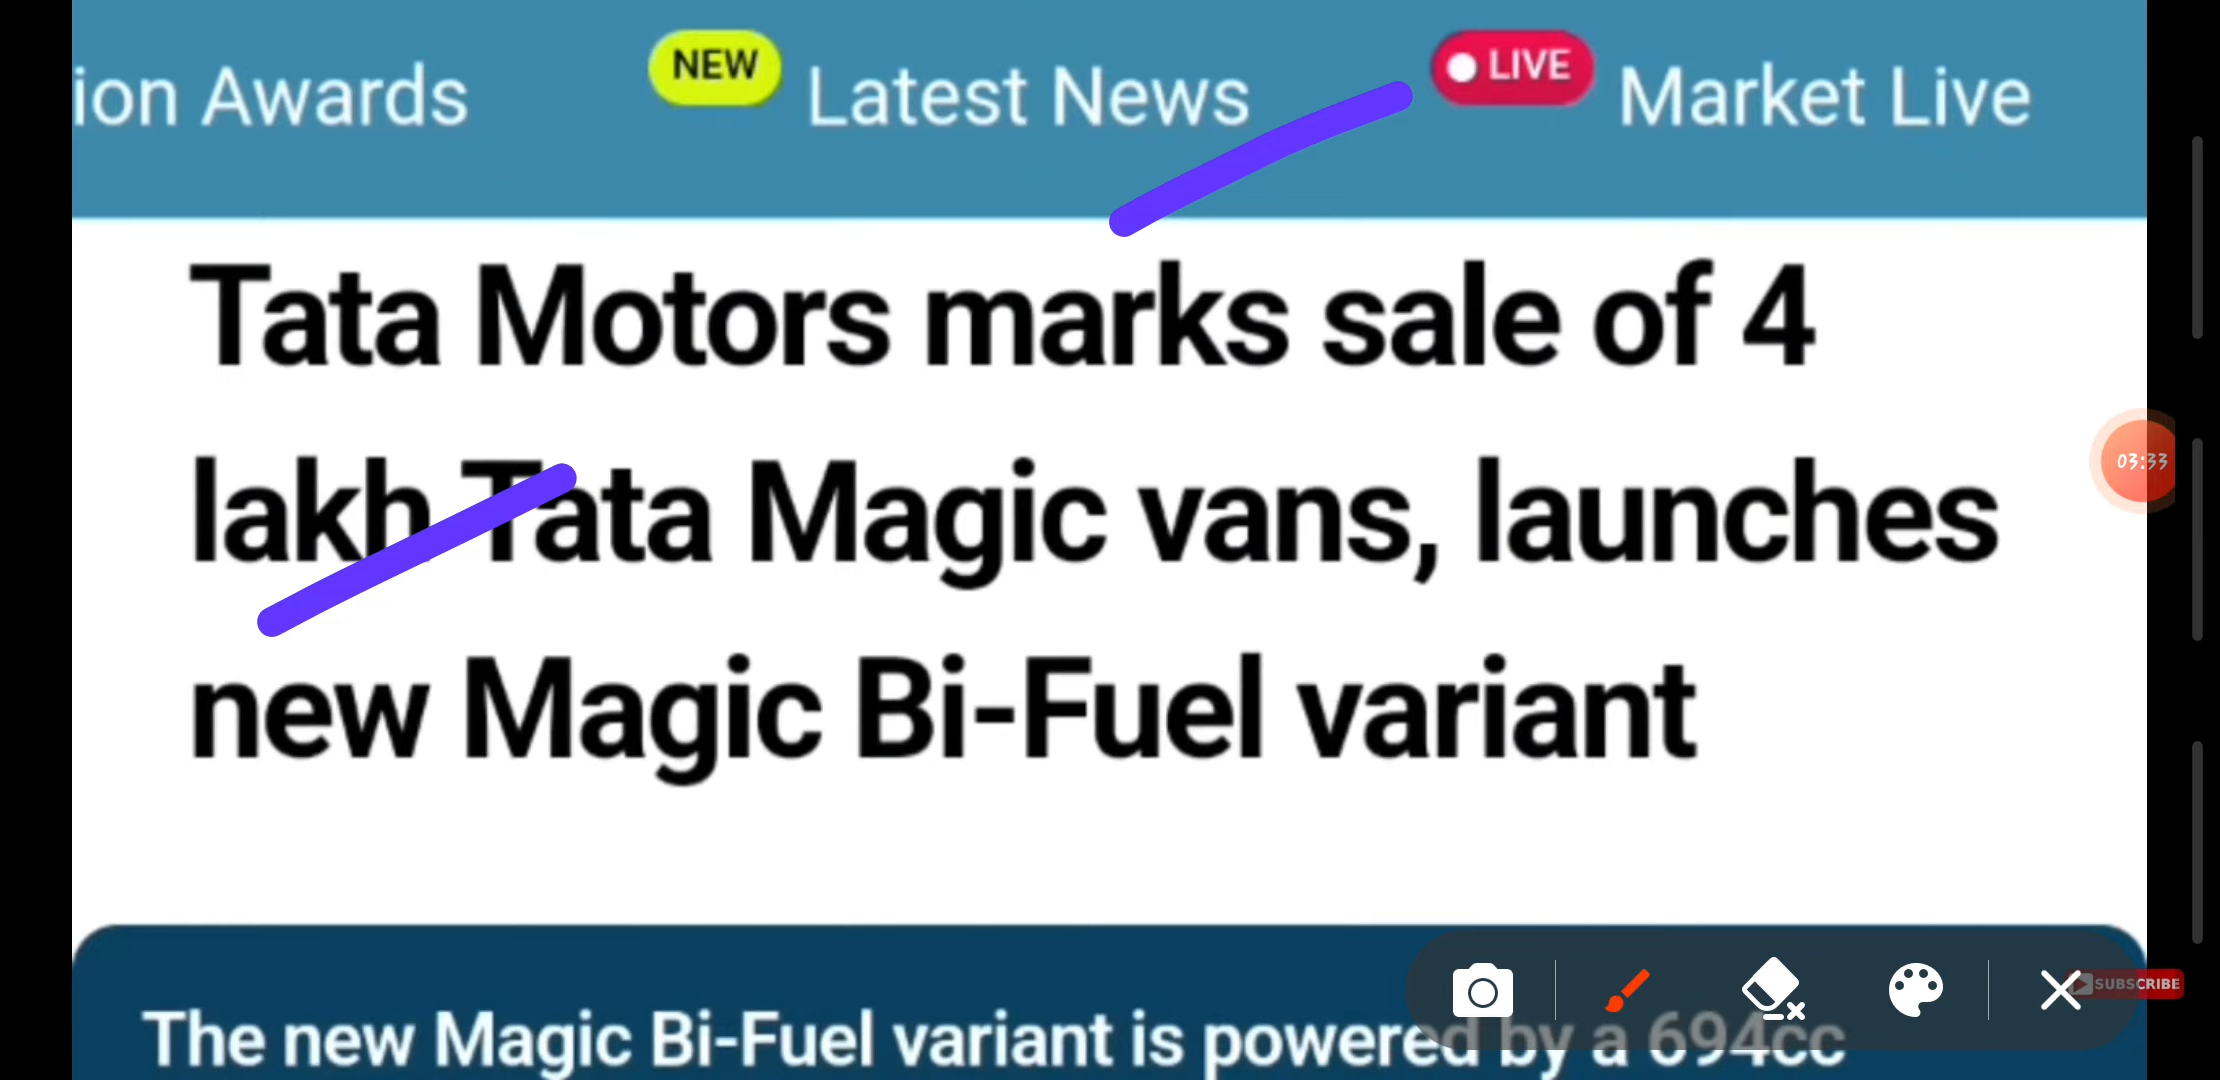 ion Awards NEW Latest News LIVE Market Live
Tata Motors marks sale of 4
lakh Tata Magic vans, launches
new Magic Bi-Fuel variant
03:33
SUBSCRIBE
The new Magic Bi-Fuel variant is powered by a 694cc